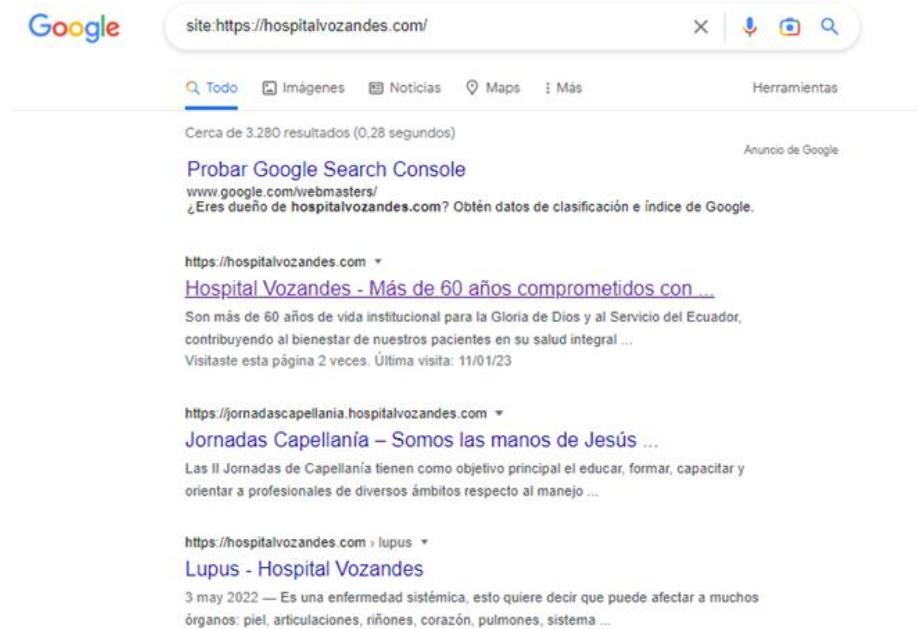 Google
site:https://hospitalvozandes.com/
Todo Imágenes Noticias Maps Más Herramientas
Cerca de 3.280 resultados (0,28 segundos)
Anuncio de Google
Probar Google Search Console
www.google.com/webmasters/
¿Eres dueño de hospitalvozandes.com? Obtén datos de clasificación e índice de Google.
https://hospitalvozandes.com
Hospital Vozandes - Más de 60 años comprometidos con ...
Son más de 60 años de vida institucional para la Gloria de Dios y al Servicio del Ecuador,
contribuyendo al bienestar de nuestros pacientes en su salud integral ...
Visitaste esta página 2 veces. Última visita: 11/01/23
https://jornadascapellania.hospitalvozandes.com
Jornadas Capellanía – Somos las manos de Jesús ...
Las II Jornadas de Capellanía tienen como objetivo principal el educar, formar, capacitar y
orientar a profesionales de diversos ámbitos respecto al manejo ...
https://hospitalvozandes.com › lupus
Lupus - Hospital Vozandes
3 may 2022 — Es una enfermedad sistémica, esto quiere decir que puede afectar a muchos
órganos: piel, articulaciones, riñones, corazón, pulmones, sistema ...